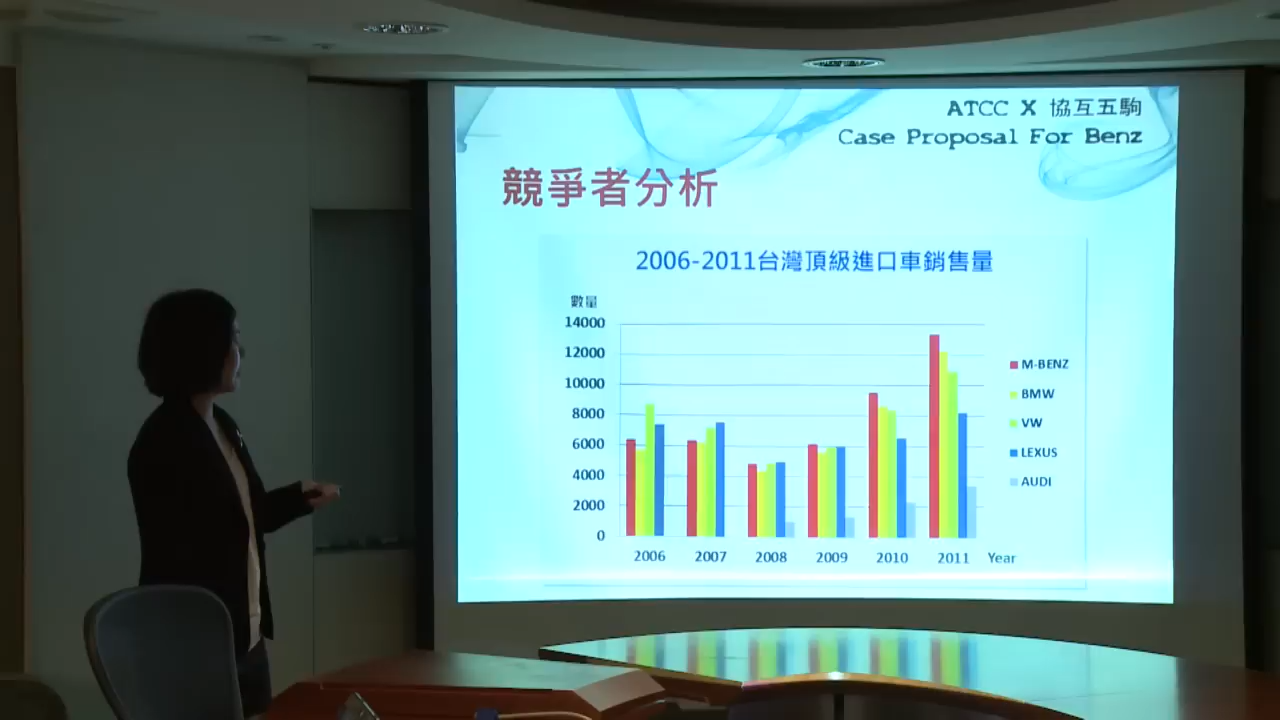 ATCC X 協互五駒
Case Proposal For Benz
競爭者分析
2006-2011台灣頂級進口車銷售量
數量
14000
12000
10000
8000
6000
4000
2000
0
2006 2007 2008 2009 2010 2011 Year
M-BENZ
BMW
VW
LEXUS
AUDI